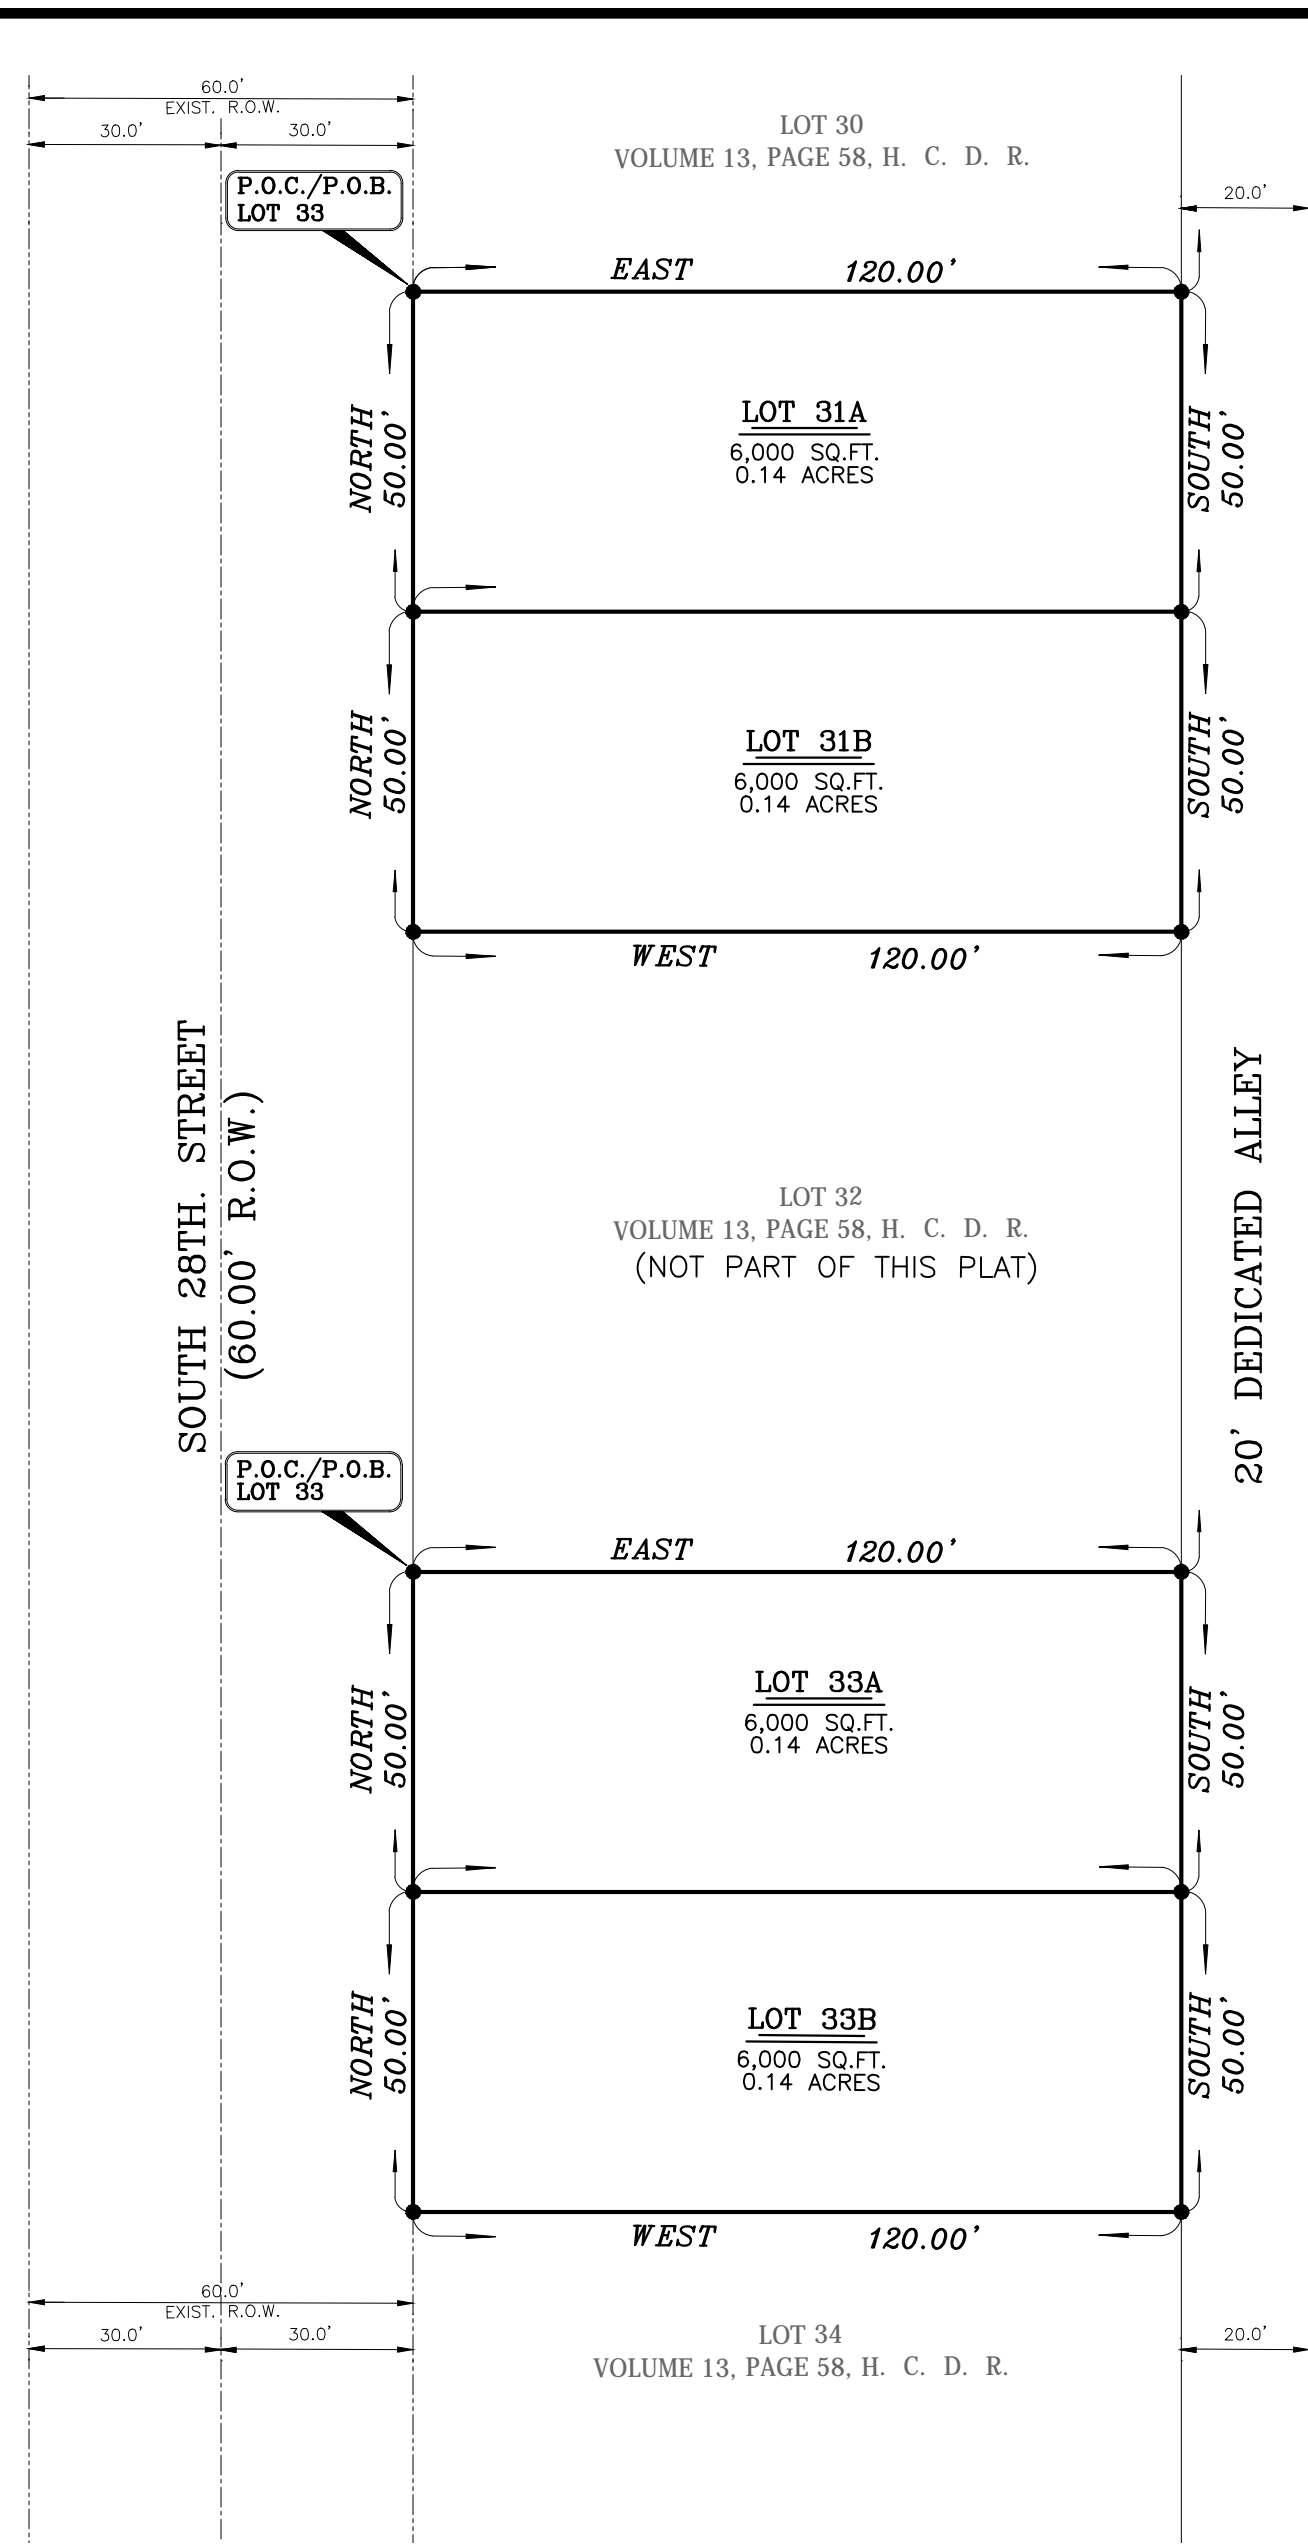 60.0'
EXIST. R.O.W.
30.0'
30.0'
LOT 30
VOLUME 13, PAGE 58, H. C. D. R.
20.0'
P.O.C./P.O.B.
LOT 33
EAST 120.00'
NORTH
50.00'
LOT 31A
6,000 SQ.FT.
0.14 ACRES
SOUTH
50.00'
NORTH
50.00'
LOT 31B
6,000 SQ.FT.
0.14 ACRES
SOUTH
50.00'
WEST 120.00'
SOUTH 28TH. STREET
(60.00' R.O.W.)
LOT 32
VOLUME 13, PAGE 58, H. C. D. R.
(NOT PART OF THIS PLAT)
20' DEDICATED ALLEY
P.O.C./P.O.B.
LOT 33
EAST 120.00'
NORTH
50.00'
LOT 33A
6,000 SQ.FT.
0.14 ACRES
SOUTH
50.00'
NORTH
50.00'
LOT 33B
6,000 SQ.FT.
0.14 ACRES
SOUTH
50.00'
WEST 120.00'
60.0'
EXIST. R.O.W.
30.0'
30.0'
LOT 34
VOLUME 13, PAGE 58, H. C. D. R.
20.0'